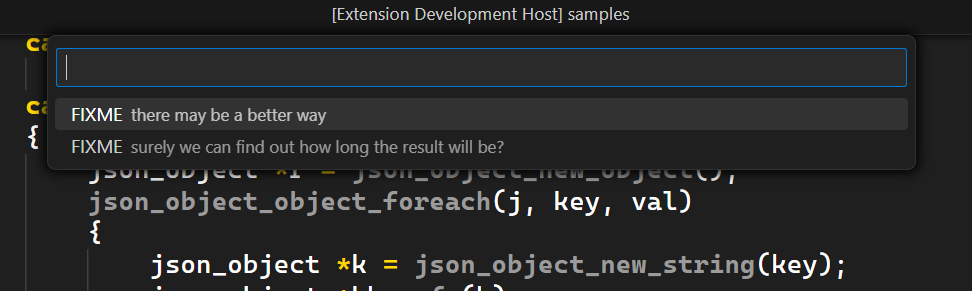 [Extension Development Host] samples
ca
FIXME there may be a better way
ca
{
FIXME surely we can find out how long the result will be?
json_object *r = json_object_new_object();
json_object_object_foreach(j, key, val)
{
json_object *k = json_object_new_string(key);